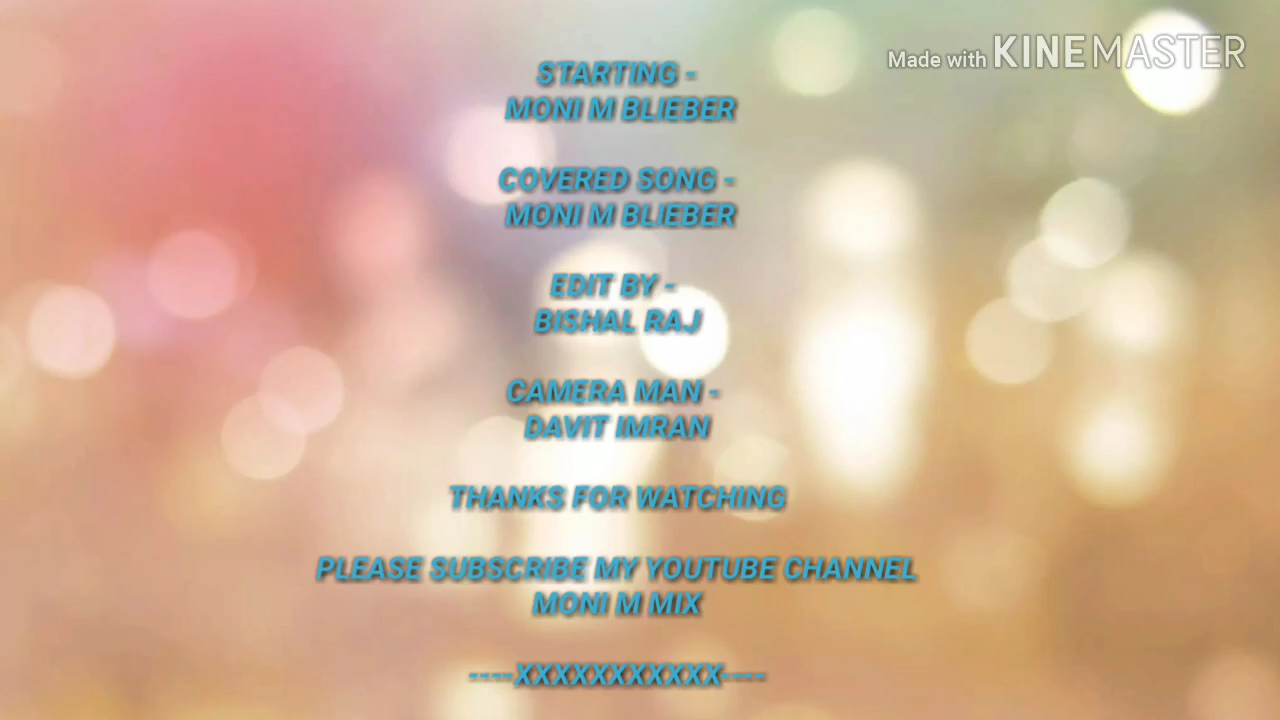 Made with KINEMASTER
STARTING -
MONI M BLIEBER
COVERED SONG -
MONI M BLIEBER
EDIT BY -
BISHAL RAJ
CAMERA MAN -
DAVIT IMRAN
THANKS FOR WATCHING
PLEASE SUBSCRIBE MY YOUTUBE CHANNEL
MONI M MIX
----XXXXXXXXXXX----